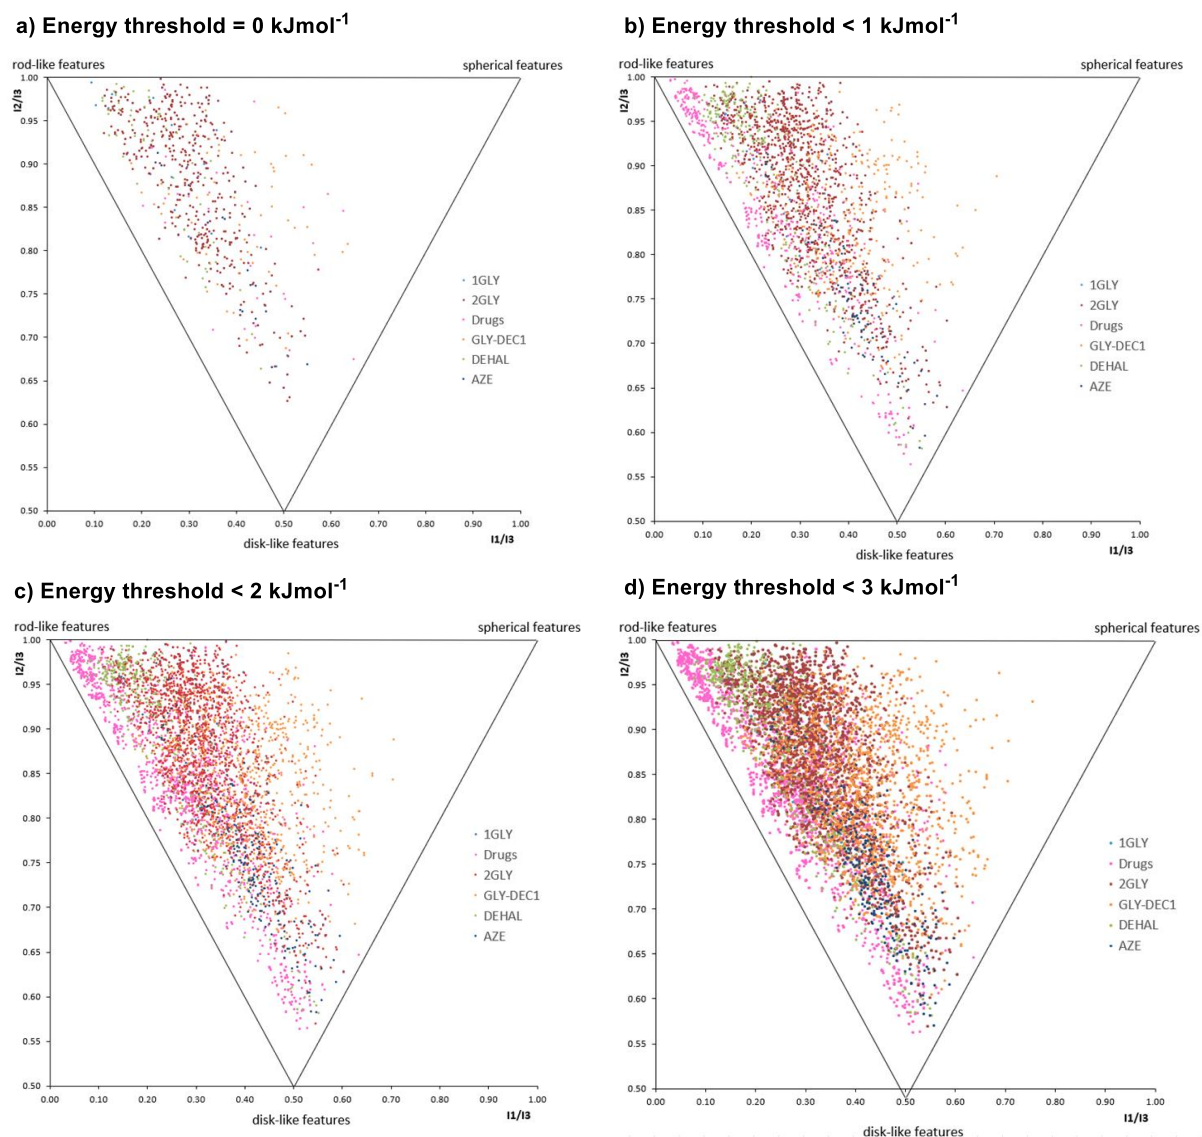 a) Energy threshold = 0 kJmol-1
rod-like features
spherical features
I2/I3
1.00
0.95
0.90
0.85
0.80
0.75
0.70
0.65
0.60
0.55
0.50
1GLY
2GLY
Drugs
GLY-DEC1
DEHAL
AZE
0.00 0.10 0.20 0.30 0.40 0.50 0.60 0.70 0.80 0.90 1.00
disk-like features
I1/I3
b) Energy threshold < 1 kJmol-1
rod-like features
spherical features
I2/I3
1.00
0.95
0.90
0.85
0.80
0.75
0.70
0.65
0.60
0.55
0.50
1GLY
2GLY
Drugs
GLY-DEC1
DEHAL
AZE
0.00 0.10 0.20 0.30 0.40 0.50 0.60 0.70 0.80 0.90 1.00
disk-like features
I1/I3
c) Energy threshold < 2 kJmol-1
rod-like features
spherical features
I2/I3
1.00
0.95
0.90
0.85
0.80
0.75
0.70
0.65
0.60
0.55
0.50
1GLY
Drugs
2GLY
GLY-DEC1
DEHAL
AZE
0.00 0.10 0.20 0.30 0.40 0.50 0.60 0.70 0.80 0.90 1.00
disk-like features
I1/I3
d) Energy threshold < 3 kJmol-1
rod-like features
spherical features
I2/I3
1.00
0.95
0.90
0.85
0.80
0.75
0.70
0.65
0.60
0.55
0.50
1GLY
Drugs
2GLY
GLY-DEC1
DEHAL
AZE
0.00 0.10 0.20 0.30 0.40 0.50 0.60 0.70 0.80 0.90 1.00
disk-like features
I1/I3